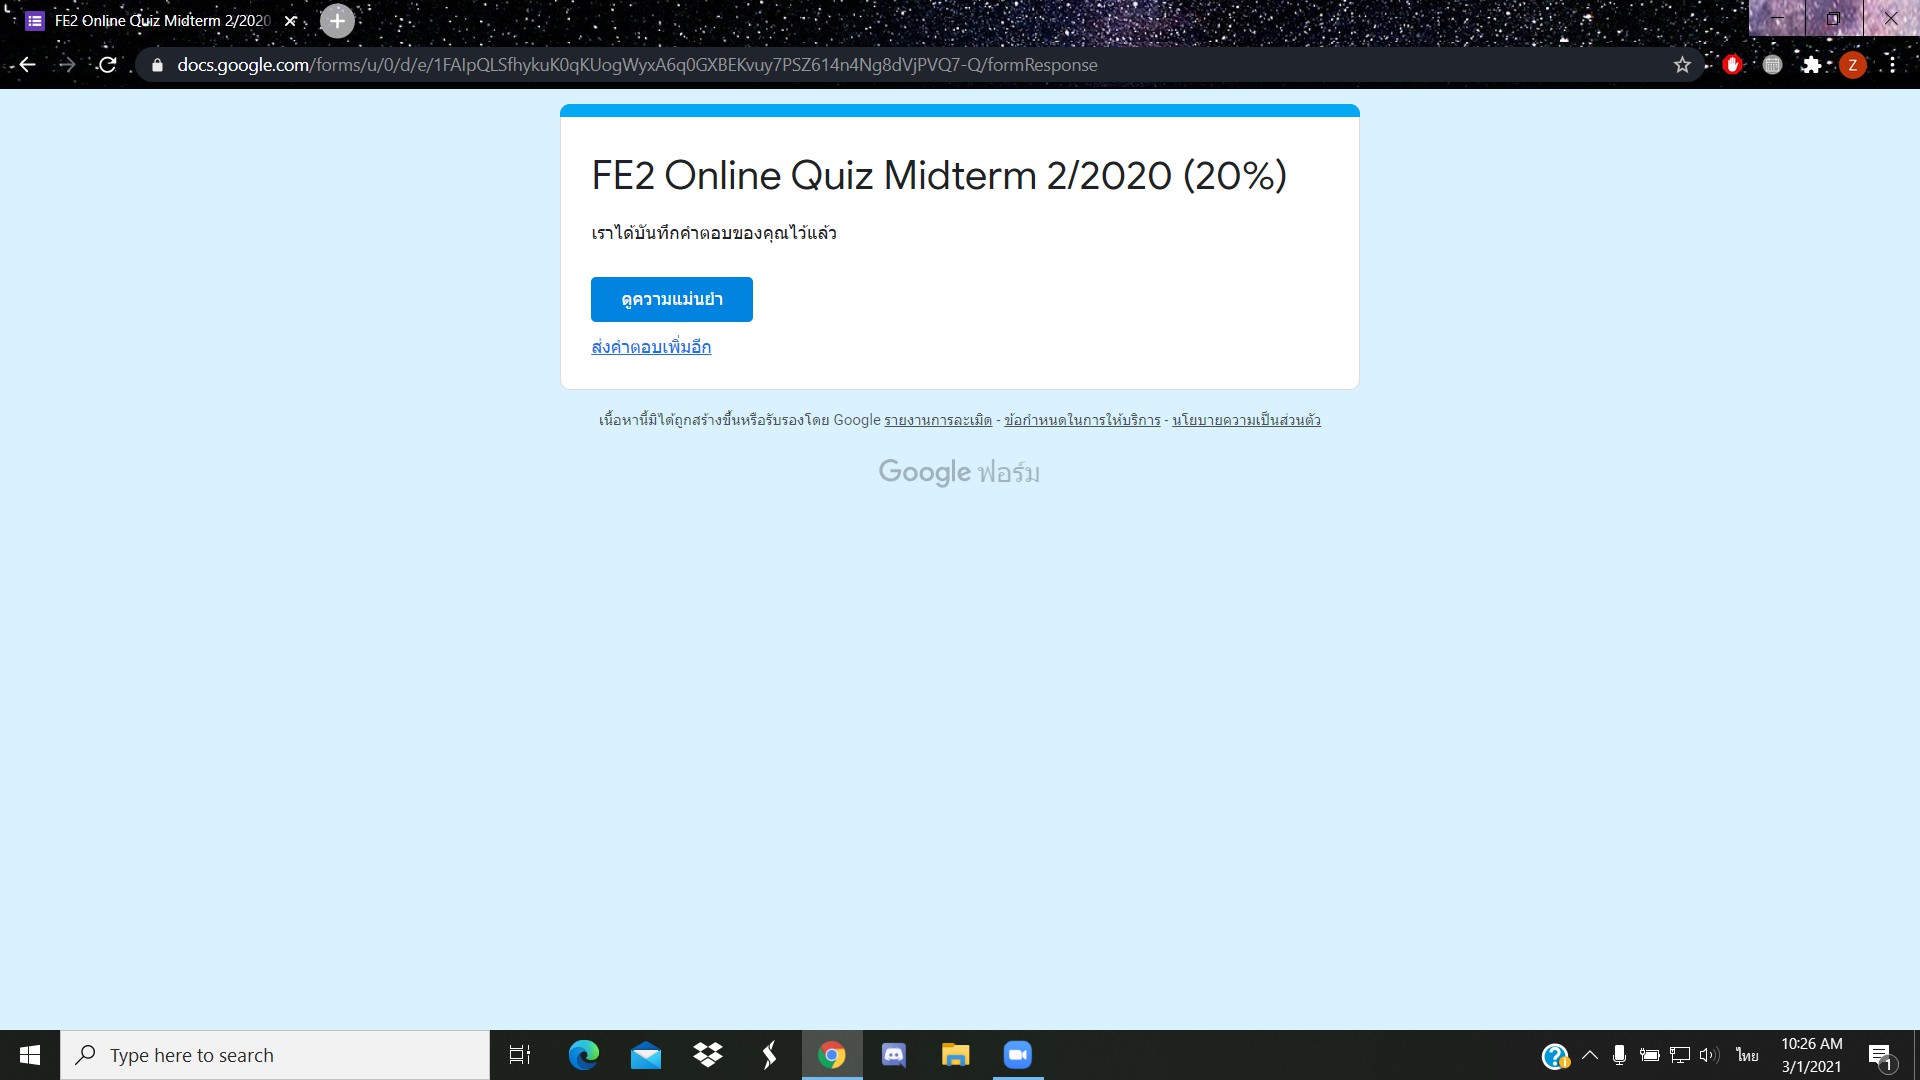 FE2 Online Quiz Midterm 2/2020
docs.google.com/forms/u/0/d/e/1FAIpQLSfhykuK0qKUogWyxA6q0GXBEKvuy7PSZ614n4Ng8dVjPVQ7-Q/formResponse
Z
FE2 Online Quiz Midterm 2/2020 (20%)
เราได้บันทึกคำตอบของคุณไว้แล้ว
ดูความแม่นยำ
ส่งคำตอบเพิ่มอีก
เนื้อหานี้มิได้ถูกสร้างขึ้นหรือรับรองโดย Google รายงานการละเมิด - ข้อกำหนดในการให้บริการ - นโยบายความเป็นส่วนตัว
Google ฟอร์ม
Type here to search
ไทย
10:26 AM
3/1/2021
1